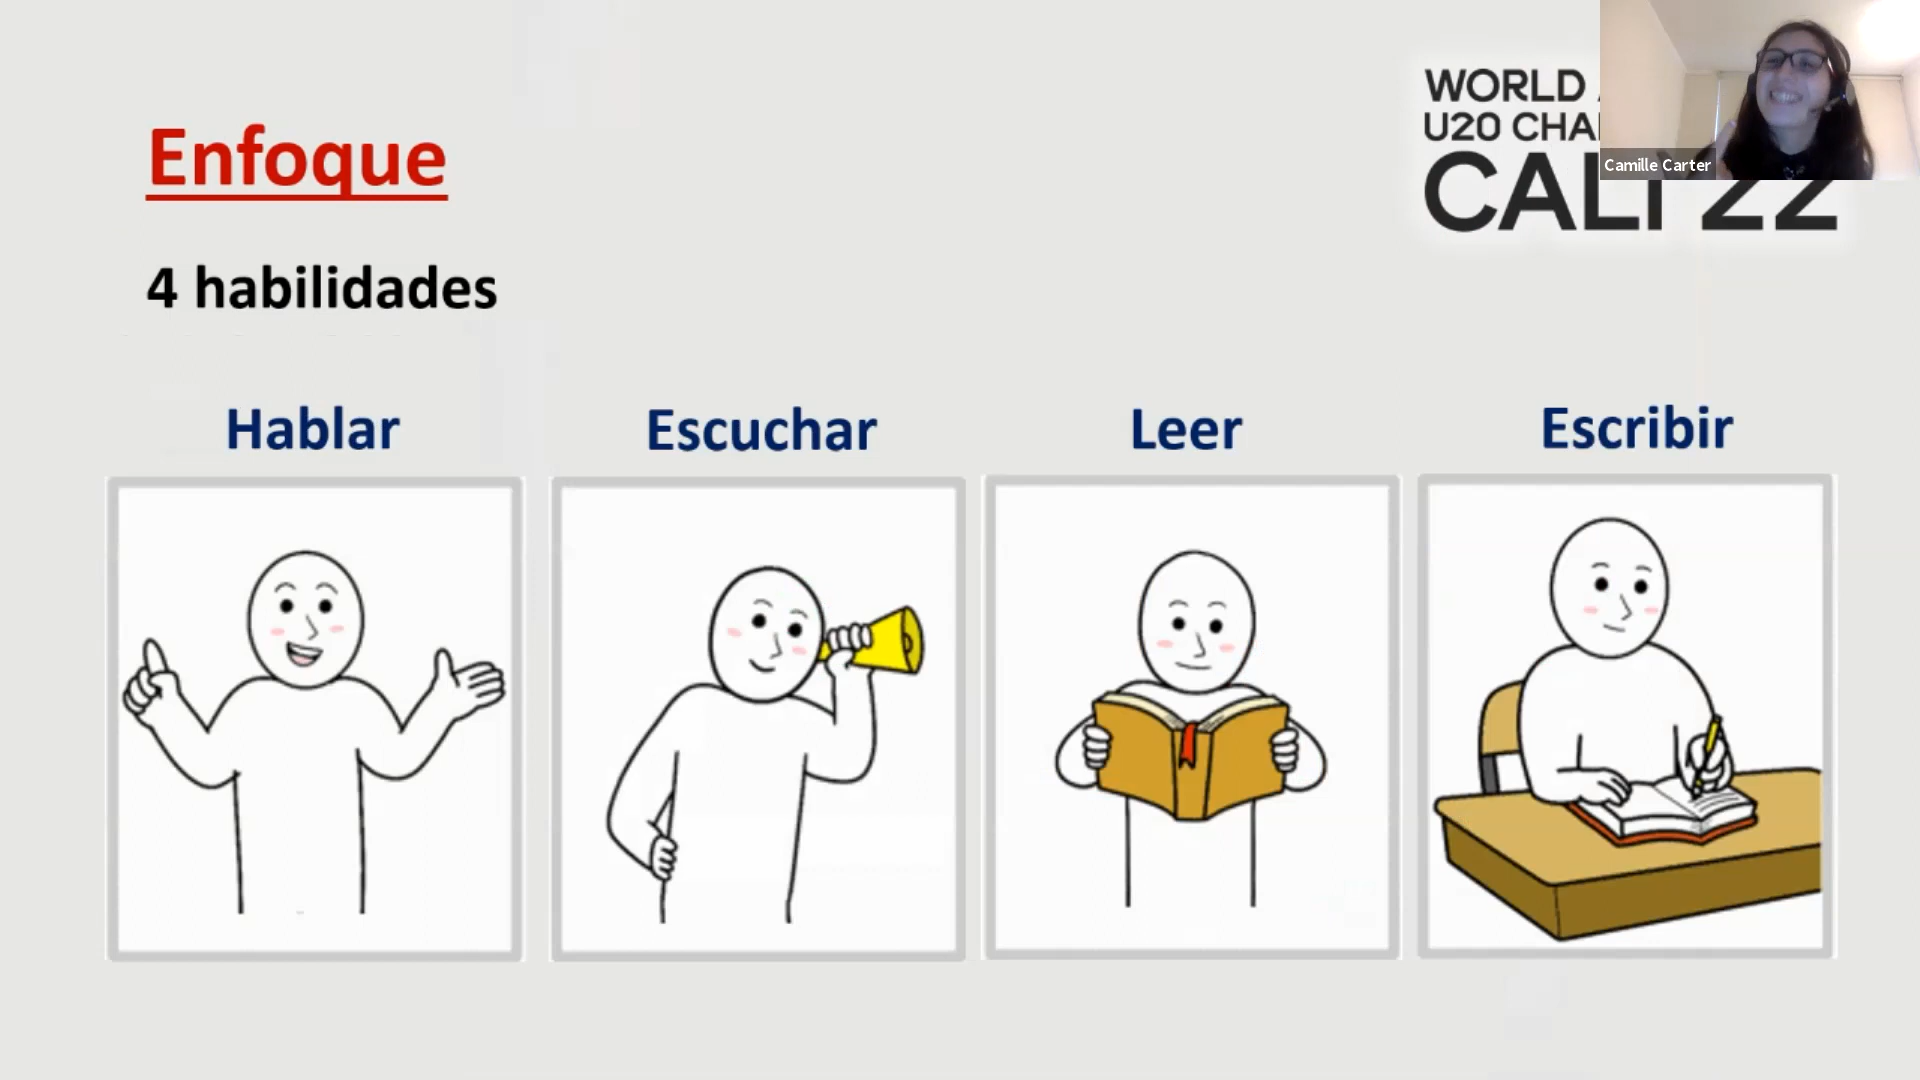 Enfoque
WORLD
U20 CHA
CALI 22
Camille Carter
4 habilidades
Hablar
Escuchar
Leer
Escribir